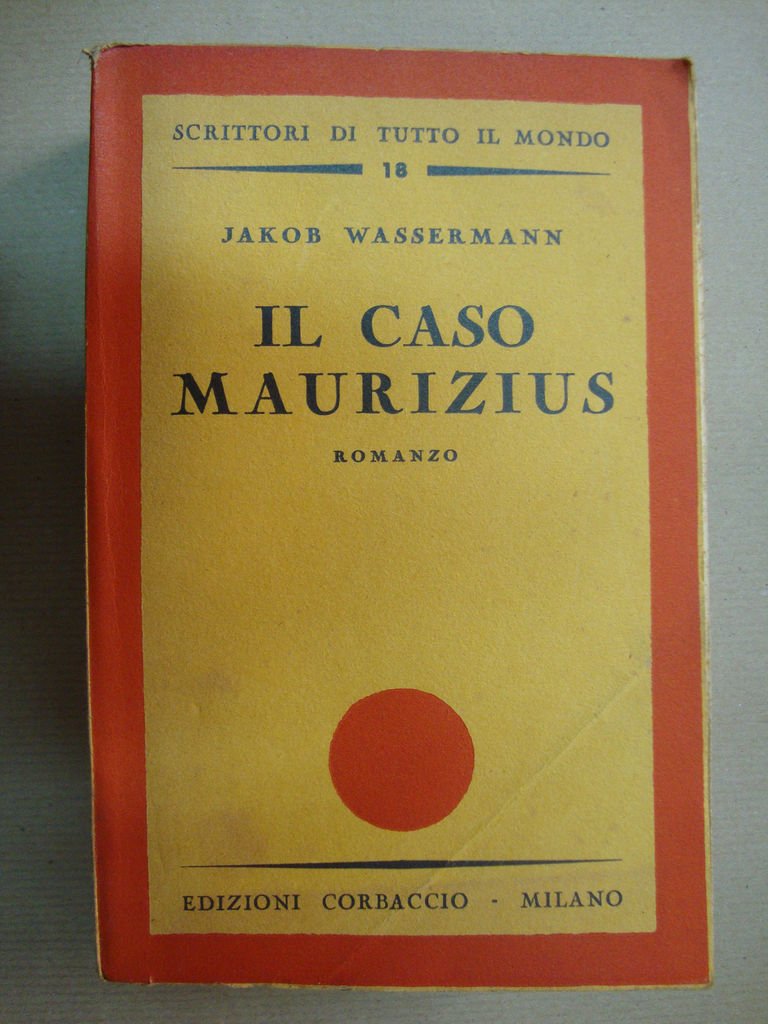 SCRITTORI DI TUTTO IL MONDO
18
JAKOB WASSERMANN
IL CASO
MAURIZIUS
ROMANZO
EDIZIONI CORBACCIO - MILANO